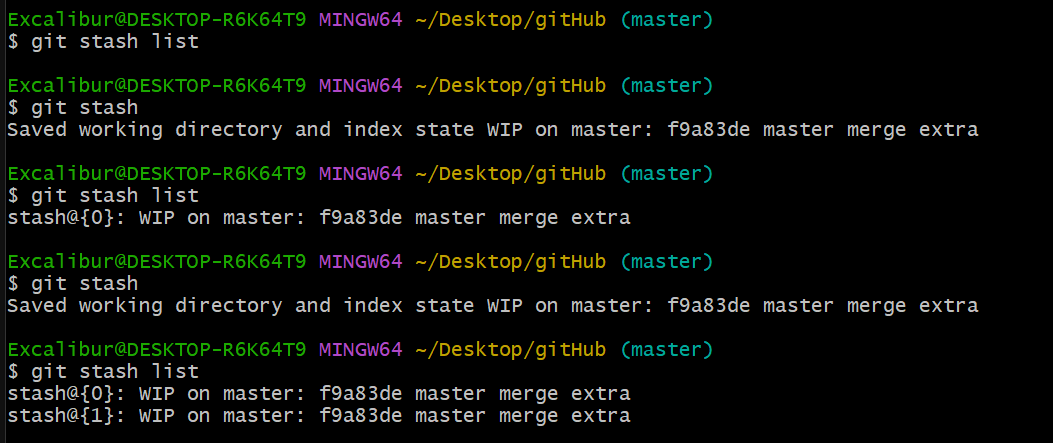 Excalibur@DESKTOP-R6K64T9 MINGW64 ~/Desktop/gitHub (master)
$ git stash list
Excalibur@DESKTOP-R6K64T9 MINGW64 ~/Desktop/gitHub (master)
$ git stash
Saved working directory and index state WIP on master: f9a83de master merge extra
Excalibur@DESKTOP-R6K64T9 MINGW64 ~/Desktop/gitHub (master)
$ git stash list
stash@{0}: WIP on master: f9a83de master merge extra
Excalibur@DESKTOP-R6K64T9 MINGW64 ~/Desktop/gitHub (master)
$ git stash
Saved working directory and index state WIP on master: f9a83de master merge extra
Excalibur@DESKTOP-R6K64T9 MINGW64 ~/Desktop/gitHub (master)
$ git stash list
stash@{0}: WIP on master: f9a83de master merge extra
stash@{1}: WIP on master: f9a83de master merge extra